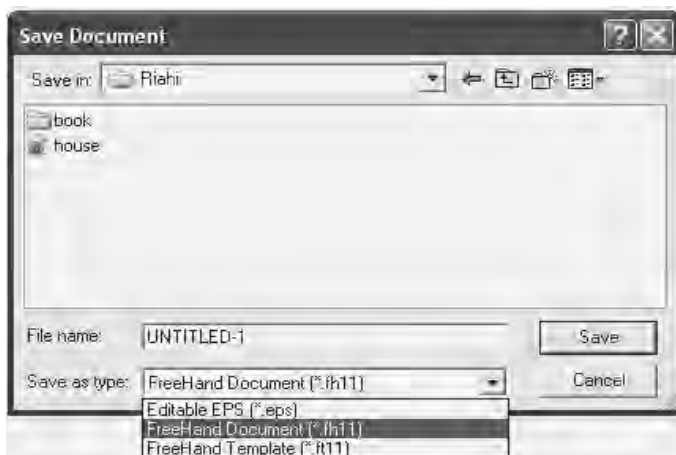 Save Document
Save in: Riahi
book
house
File name: UNTITLED-1 Save
Save as type: FreeHand Document (*.fh11) Cancel
Editable EPS (*.eps)
FreeHand Document (*.fh11)
FreeHand Template (*.ft11)